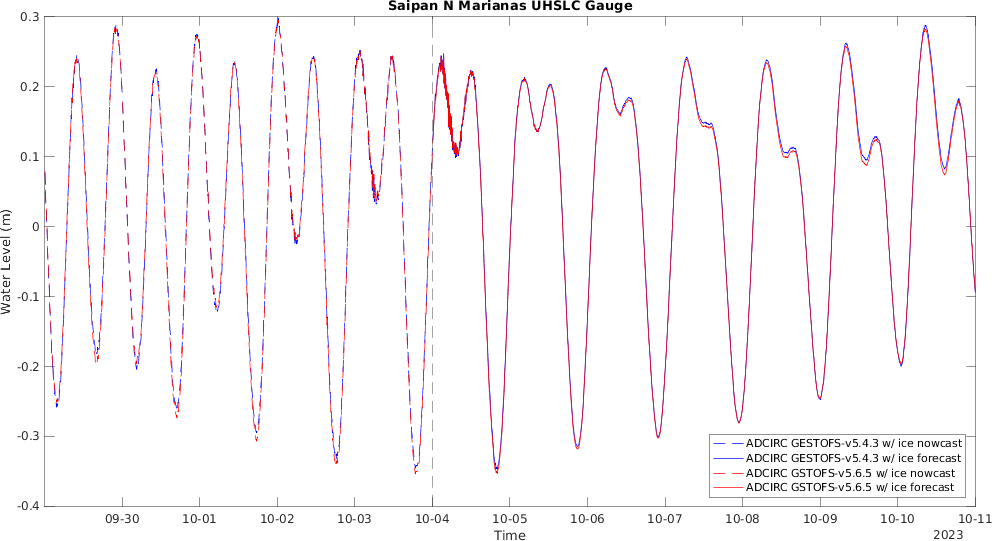 Saipan N Marianas UHSLC Gauge
Water Level (m)
0.3
0.2
0.1
0
-0.1
-0.2
-0.3
-0.4
ADCIRC GESTOFS-v5.4.3 w/ ice nowcast
ADCIRC GESTOFS-v5.4.3 w/ ice forecast
ADCIRC GSTOFS-v5.6.5 w/ ice nowcast
ADCIRC GSTOFS-v5.6.5 w/ ice forecast
09-30 10-01 10-02 10-03 10-04 10-05 10-06 10-07 10-08 10-09 10-10 10-11
Time
2023